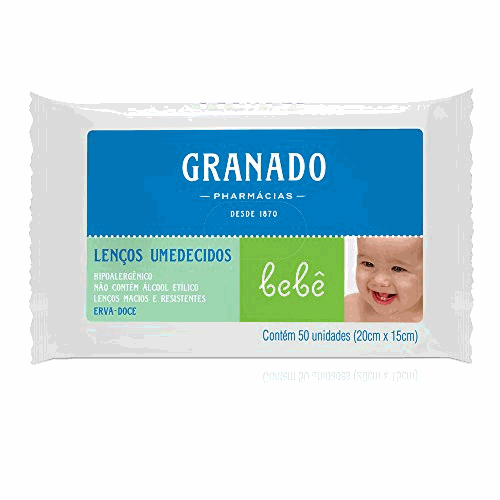 GRANADO
PHARMÁCIAS
DESDE 1870
LENÇOS UMEDECIDOS
HIPOALERGÊNICO
NÃO CONTÉM ÁLCOOL ETÍLICO
LENÇOS MACIOS E RESISTENTES
ERVA-DOCE
bebê
Contém 50 unidades (20cm x 15cm)